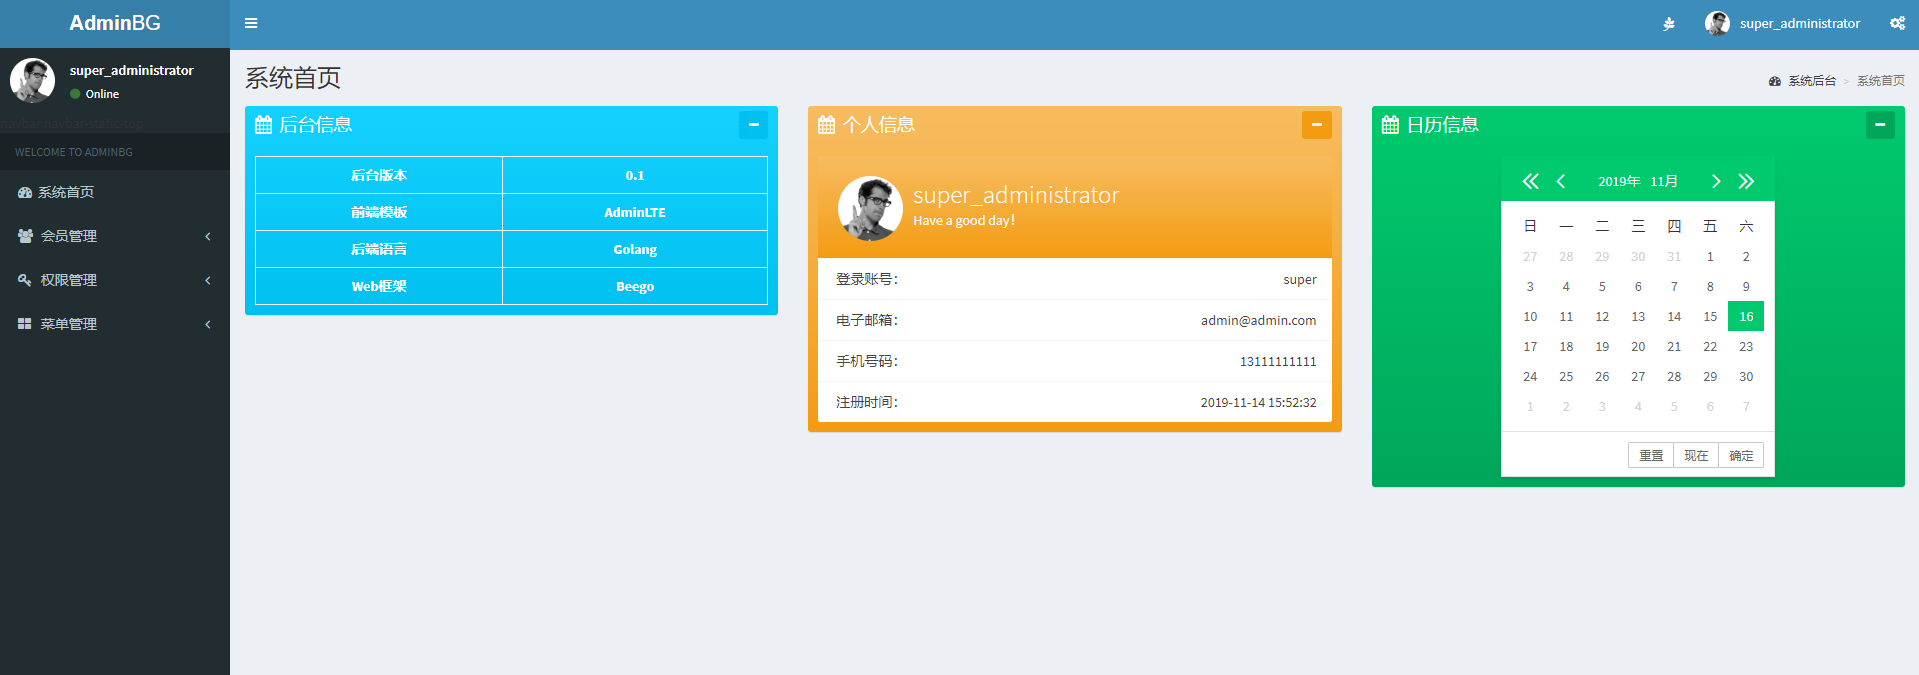 AdminBG
super_administrator
super_administrator
Online
navbar navbar-static-top
WELCOME TO ADMINBG
系统首页
会员管理
权限管理
菜单管理
系统首页
系统后台 > 系统首页
后台信息
后台版本 0.1
前端模板 AdminLTE
后端语言 Golang
Web框架 Beego
个人信息
super_administrator
Have a good day!
登录账号： super
电子邮箱： admin@admin.com
手机号码： 13111111111
注册时间： 2019-11-14 15:52:32
日历信息
2019年 11月
日 一 二 三 四 五 六
27 28 29 30 31 1 2
3 4 5 6 7 8 9
10 11 12 13 14 15 16
17 18 19 20 21 22 23
24 25 26 27 28 29 30
1 2 3 4 5 6 7
重置 现在 确定